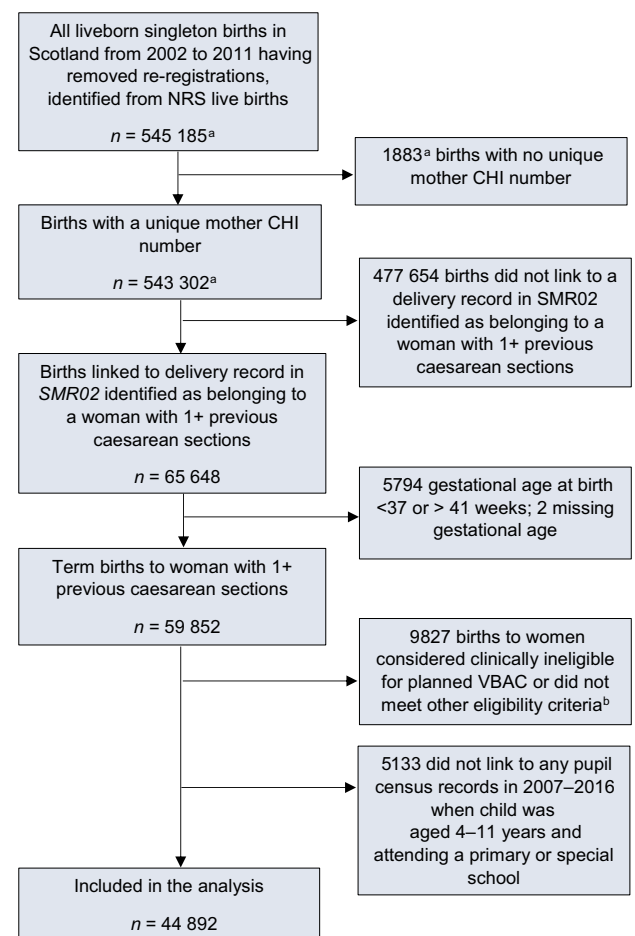 All liveborn singleton births in
Scotland from 2002 to 2011 having
removed re-registrations,
identified from NRS live births
n = 545 185ᵃ
1883ᵃ births with no unique
mother CHI number
Births with a unique mother CHI
number
n = 543 302ᵃ
477 654 births did not link to a
delivery record in SMR02
identified as belonging to a
woman with 1+ previous
caesarean sections
Births linked to delivery record in
SMR02 identified as belonging to
a woman with 1+ previous
caesarean sections
n = 65 648
5794 gestational age at birth
<37 or > 41 weeks; 2 missing
gestational age
Term births to woman with 1+
previous caesarean sections
n = 59 852
9827 births to women
considered clinically ineligible
for planned VBAC or did not
meet other eligibility criteriaᵇ
5133 did not link to any pupil
census records in 2007–2016
when child was
aged 4–11 years and
attending a primary or special
school
Included in the analysis
n = 44 892